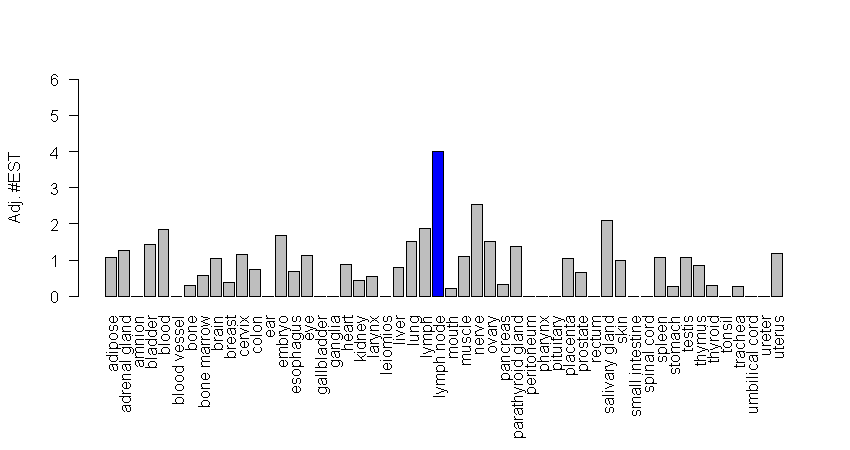 6
5
4
3
2
1
0
Adj. #EST
adipose
adrenal gland
amnion
bladder
blood
blood vessel
bone
bone marrow
brain
breast
cervix
colon
ear
embryo
esophagus
eye
gallbladder
ganglia
heart
kidney
larynx
leiomios
liver
lung
lymph
lymph node
mouth
muscle
nerve
ovary
pancreas
parathyroid gland
peritoneum
pharynx
pituitary
placenta
prostate
rectum
salivary gland
skin
small intestine
spinal cord
spleen
stomach
testis
thymus
thyroid
tonsil
trachea
umbilical cord
ureter
uterus